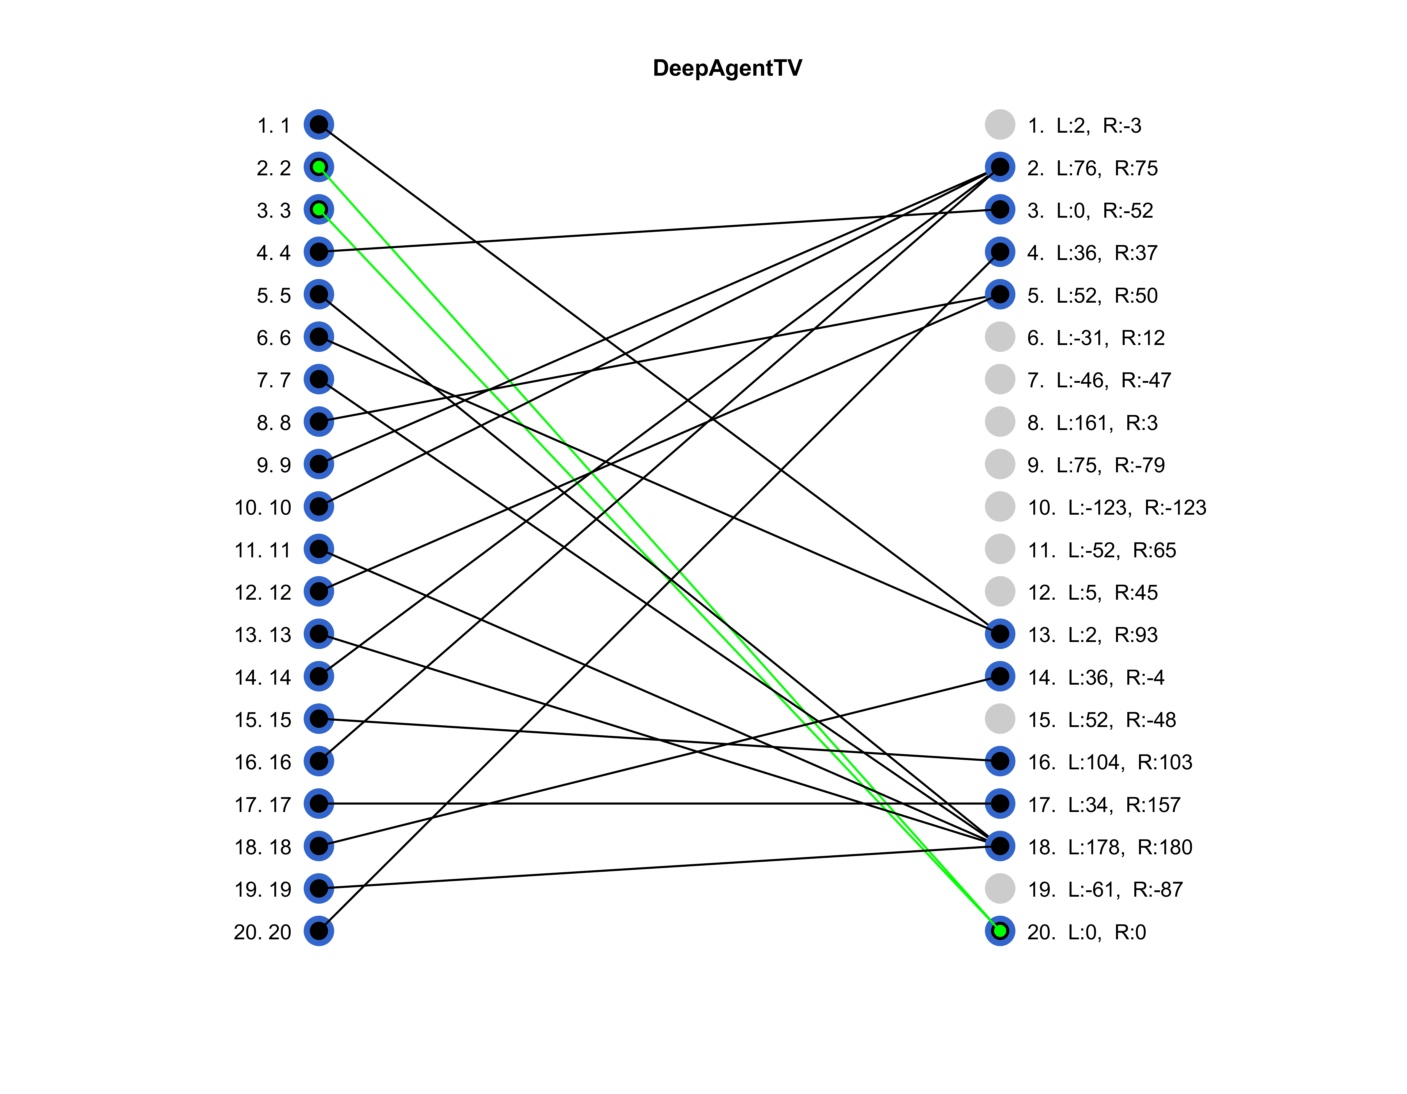 DeepAgentTV
1. 1
2. 2
3. 3
4. 4
5. 5
6. 6
7. 7
8. 8
9. 9
10. 10
11. 11
12. 12
13. 13
14. 14
15. 15
16. 16
17. 17
18. 18
19. 19
20. 20
1. L:2, R:-3
2. L:76, R:75
3. L:0, R:-52
4. L:36, R:37
5. L:52, R:50
6. L:-31, R:12
7. L:-46, R:-47
8. L:161, R:3
9. L:75, R:-79
10. L:-123, R:-123
11. L:-52, R:65
12. L:5, R:45
13. L:2, R:93
14. L:36, R:-4
15. L:52, R:-48
16. L:104, R:103
17. L:34, R:157
18. L:178, R:180
19. L:-61, R:-87
20. L:0, R:0